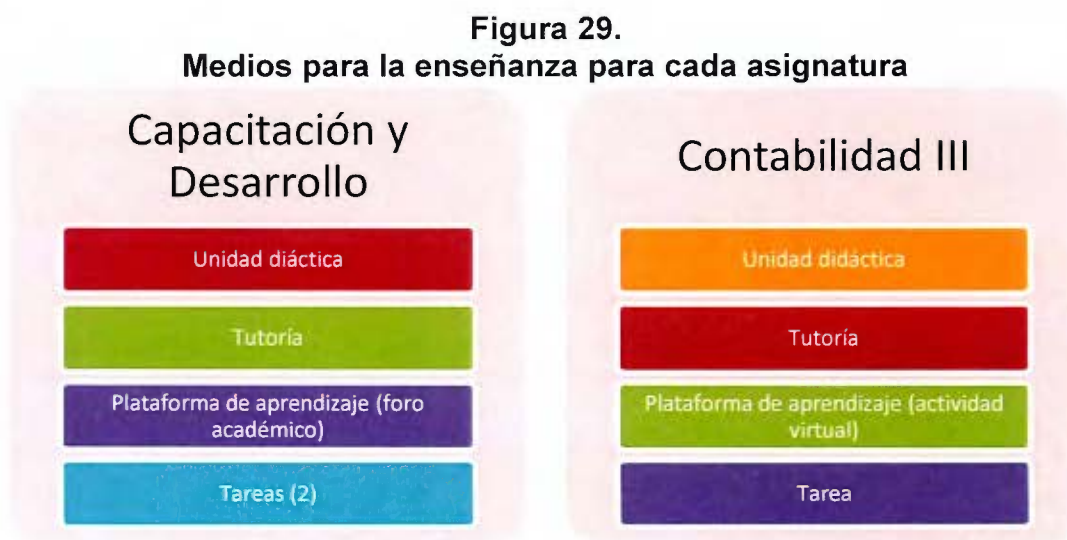 Figura 29.
Medios para la enseñanza para cada asignatura
Capacitación y
Desarrollo
Unidad diáctica
Tutoría
Plataforma de aprendizaje (foro
académico)
Tareas (2)
Contabilidad III
Unidad didáctica
Tutoría
Plataforma de aprendizaje (actividad
virtual)
Tarea